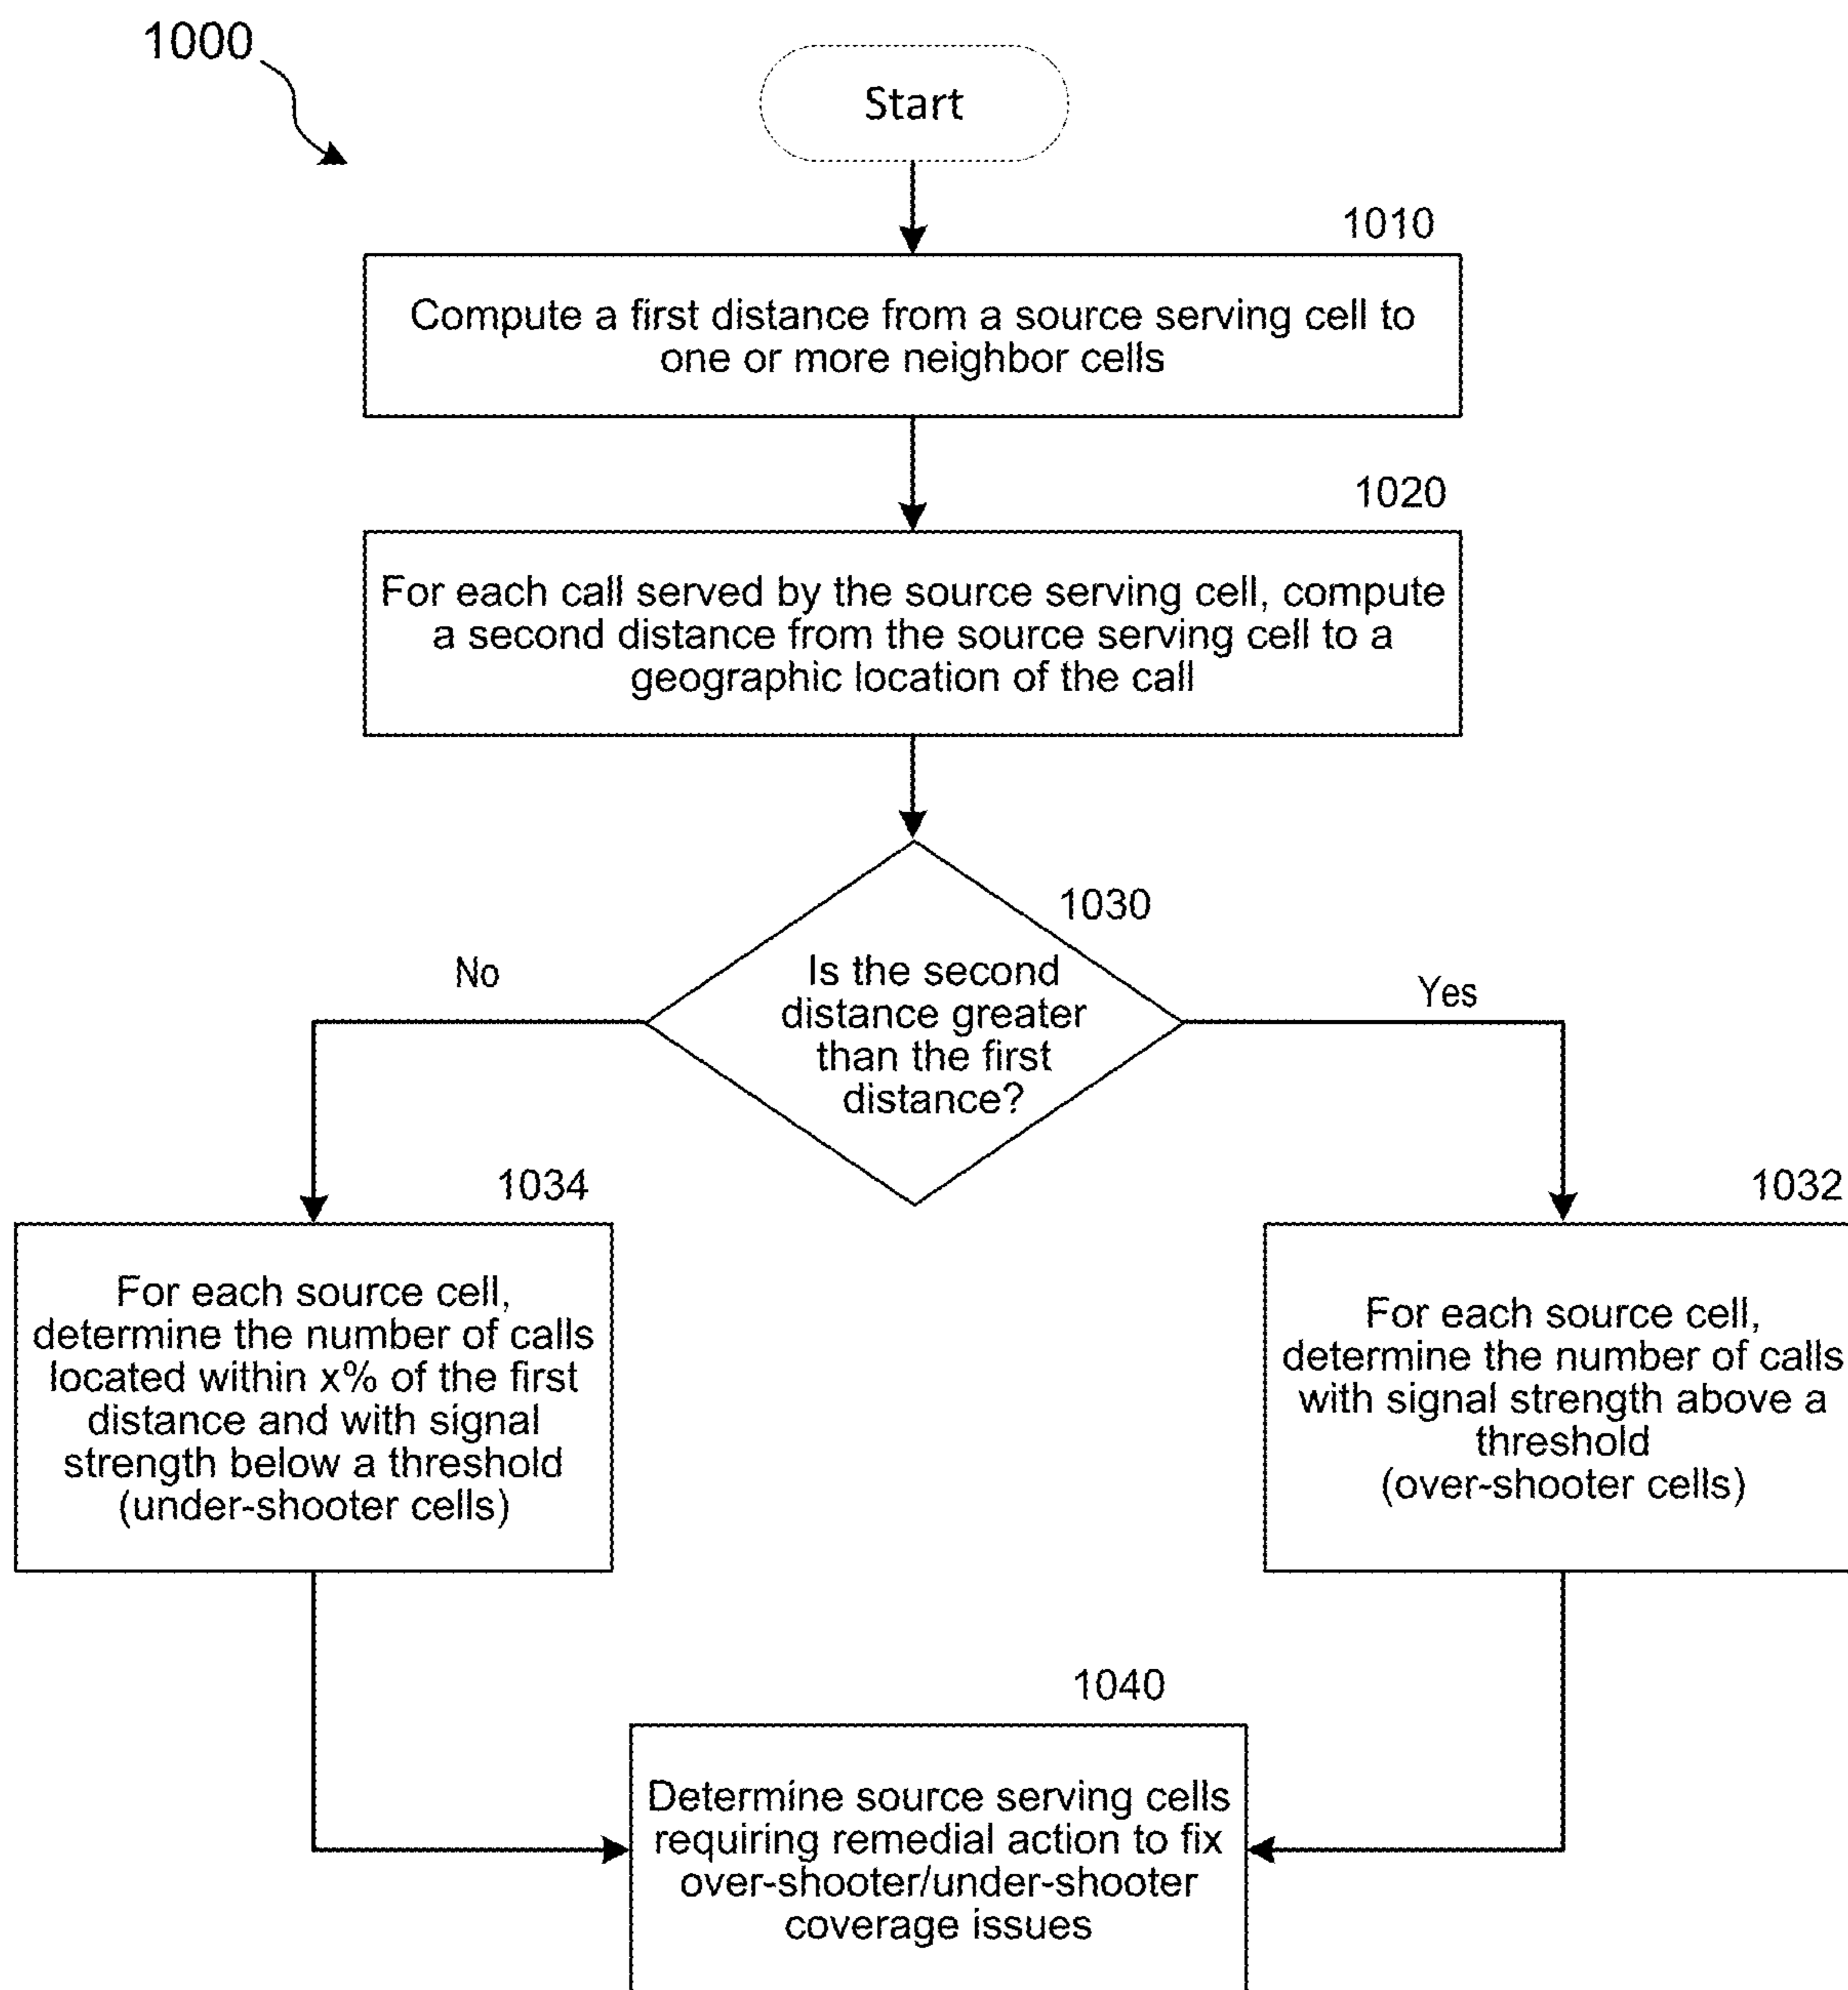 1000
Start
1010
Compute a first distance from a source serving cell to
one or more neighbor cells
1020
For each call served by the source serving cell, compute
a second distance from the source serving cell to a
geographic location of the call
1030
Is the second
distance greater
than the first
distance?
No
Yes
1034
For each source cell,
determine the number of calls
located within x% of the first
distance and with signal
strength below a threshold
(under-shooter cells)
1032
For each source cell,
determine the number of calls
with signal strength above a
threshold
(over-shooter cells)
1040
Determine source serving cells
requiring remedial action to fix
over-shooter/under-shooter
coverage issues